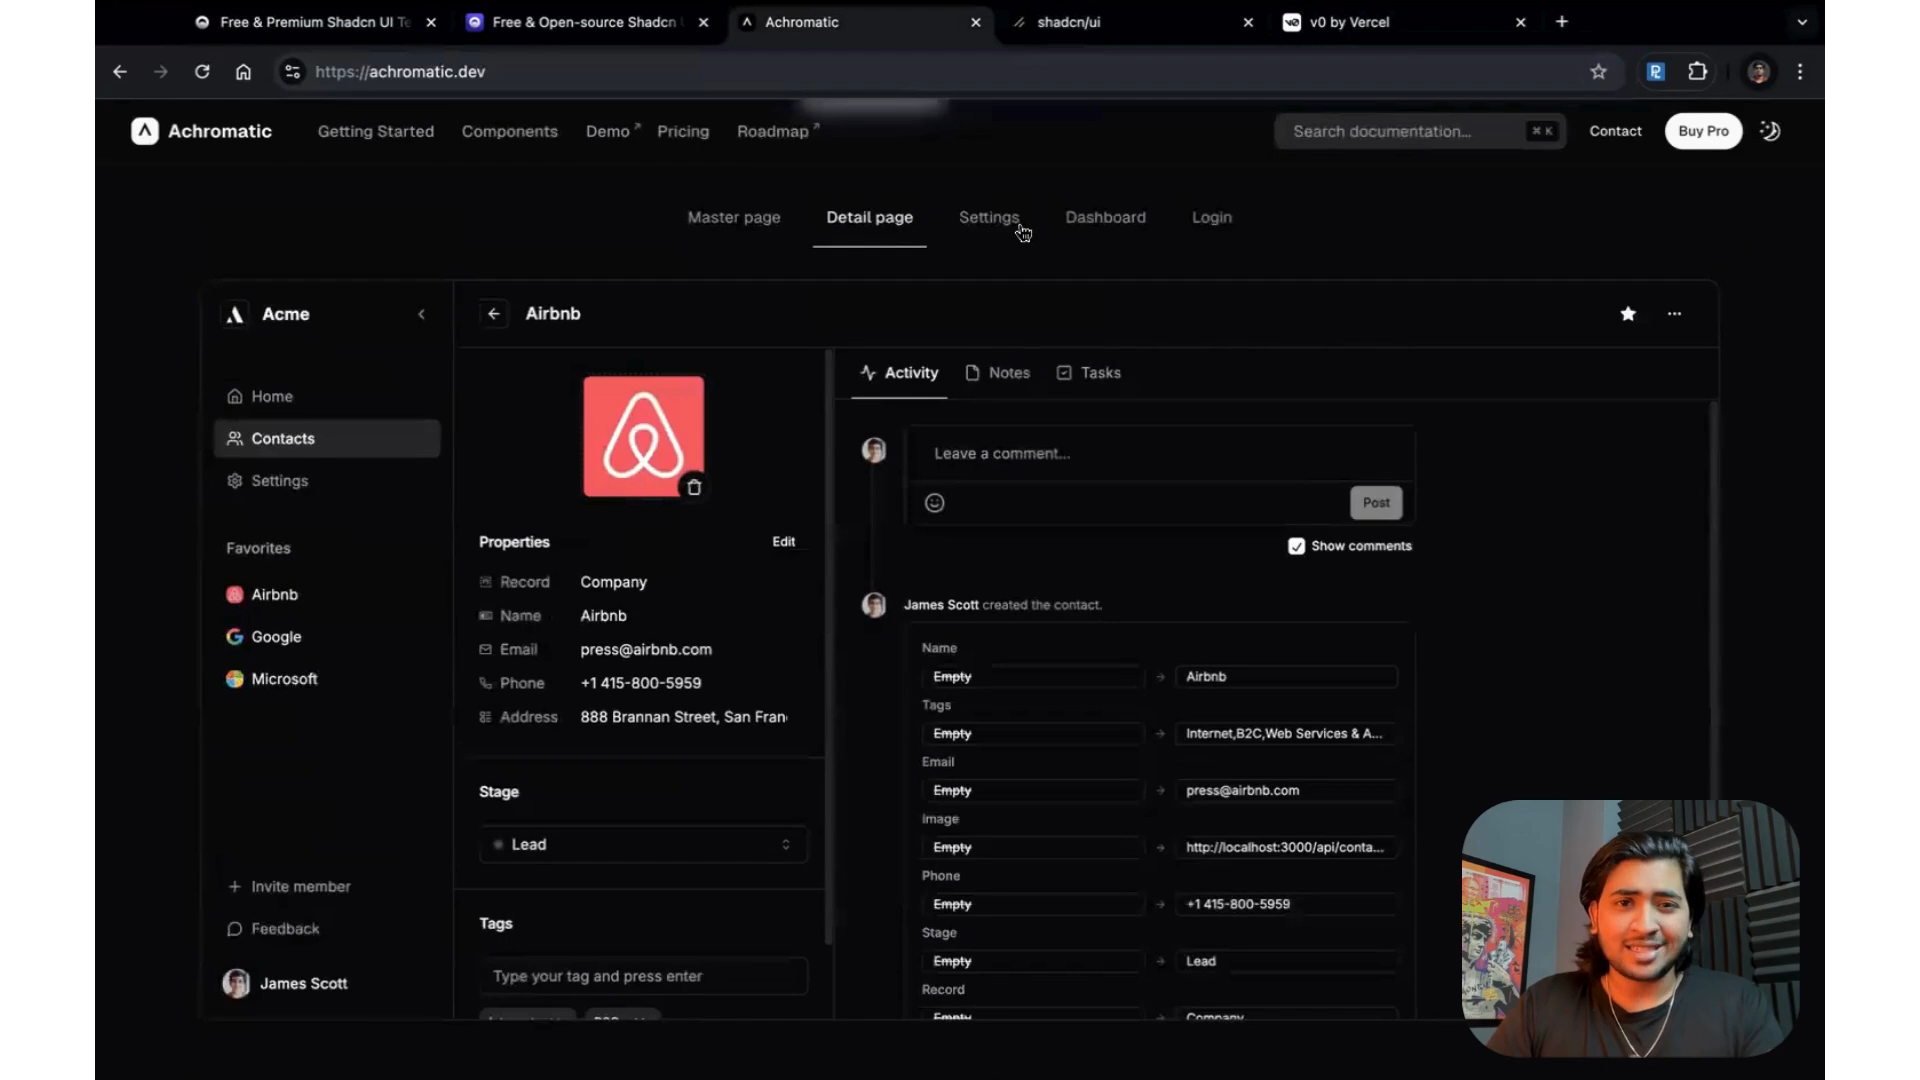 Free & Premium Shadcn UI Te
Free & Open-source Shadcn
Achromatic
shadcn/ui
v0 by Vercel
https://achromatic.dev
Achromatic
Getting Started
Components
Demo
Pricing
Roadmap
Search documentation...
⌘ K
Contact
Buy Pro
Master page
Detail page
Settings
Dashboard
Login
Acme
Airbnb
Home
Contacts
Settings
Favorites
Airbnb
Google
Microsoft
Invite member
Feedback
James Scott
Properties
Edit
Record
Company
Name
Airbnb
Email
press@airbnb.com
Phone
+1 415-800-5959
Address
888 Brannan Street, San Fran
Stage
Lead
Tags
Type your tag and press enter
Activity
Notes
Tasks
Leave a comment...
Post
Show comments
James Scott created the contact.
Name
Empty → Airbnb
Tags
Empty → Internet,B2C,Web Services & A...
Email
Empty → press@airbnb.com
Image
Empty → http://localhost:3000/api/conta...
Phone
Empty → +1 415-800-5959
Stage
Empty → Lead
Record
Empty → Company